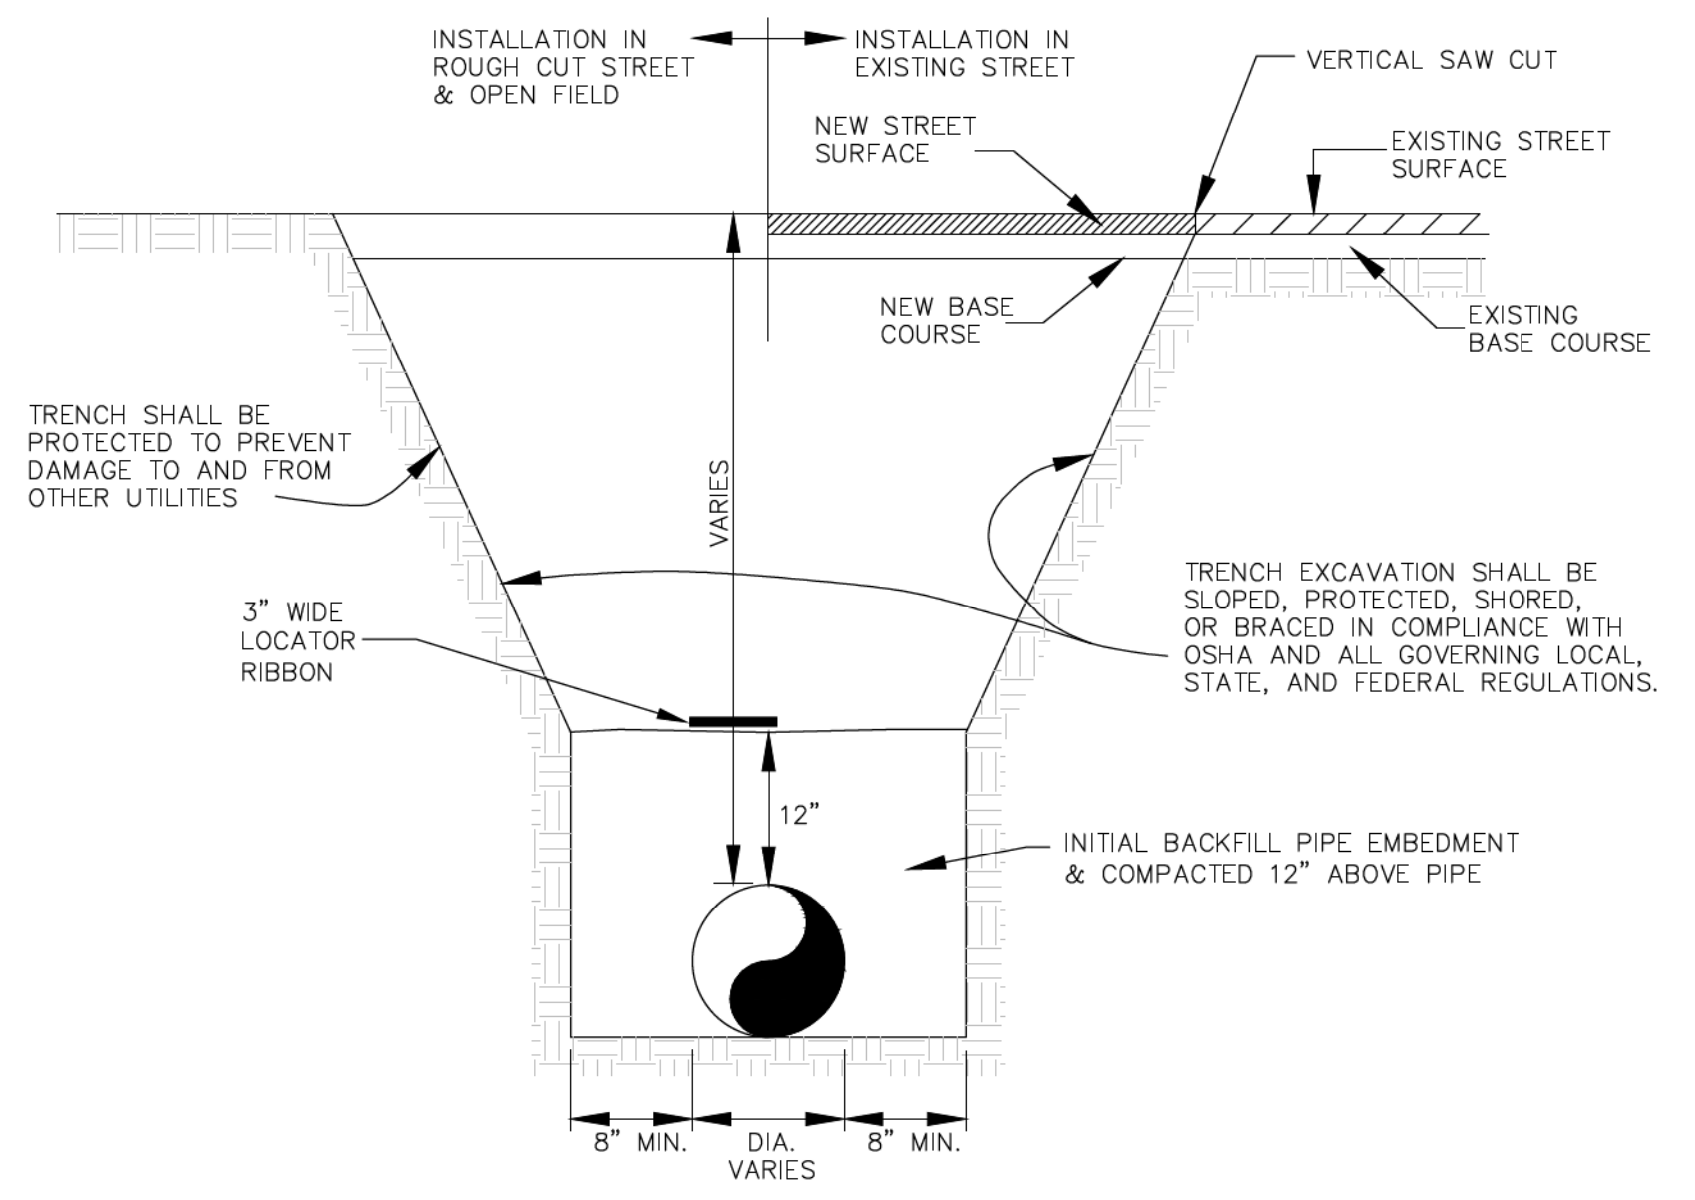 INSTALLATION IN
ROUGH CUT STREET
& OPEN FIELD
INSTALLATION IN
EXISTING STREET
VERTICAL SAW CUT
NEW STREET
SURFACE
EXISTING STREET
SURFACE
NEW BASE
COURSE
EXISTING
BASE COURSE
TRENCH SHALL BE
PROTECTED TO PREVENT
DAMAGE TO AND FROM
OTHER UTILITIES
VARIES
3” WIDE
LOCATOR
RIBBON
TRENCH EXCAVATION SHALL BE
SLOPED, PROTECTED, SHORED,
OR BRACED IN COMPLIANCE WITH
OSHA AND ALL GOVERNING LOCAL,
STATE, AND FEDERAL REGULATIONS.
12”
INITIAL BACKFILL PIPE EMBEDMENT
& COMPACTED 12” ABOVE PIPE
8” MIN.
DIA.
VARIES
8” MIN.